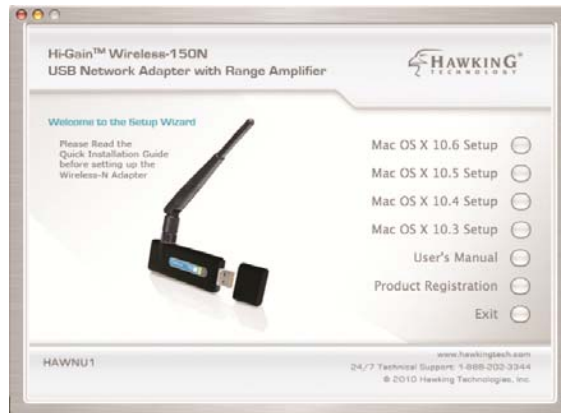 Hi-Gain™ Wireless-150N
USB Network Adapter with Range Amplifier
HAWKING®
TECHNOLOGY
Welcome to the Setup Wizard
Please Read the
Quick Installation Guide
before setting up the
Wireless-N Adapter
Mac OS X 10.6 Setup
Mac OS X 10.5 Setup
Mac OS X 10.4 Setup
Mac OS X 10.3 Setup
User's Manual
Product Registration
Exit
HAWNU1
www.hawkingtech.com
24/7 Technical Support: 1-888-202-3344
© 2010 Hawking Technologies, Inc.